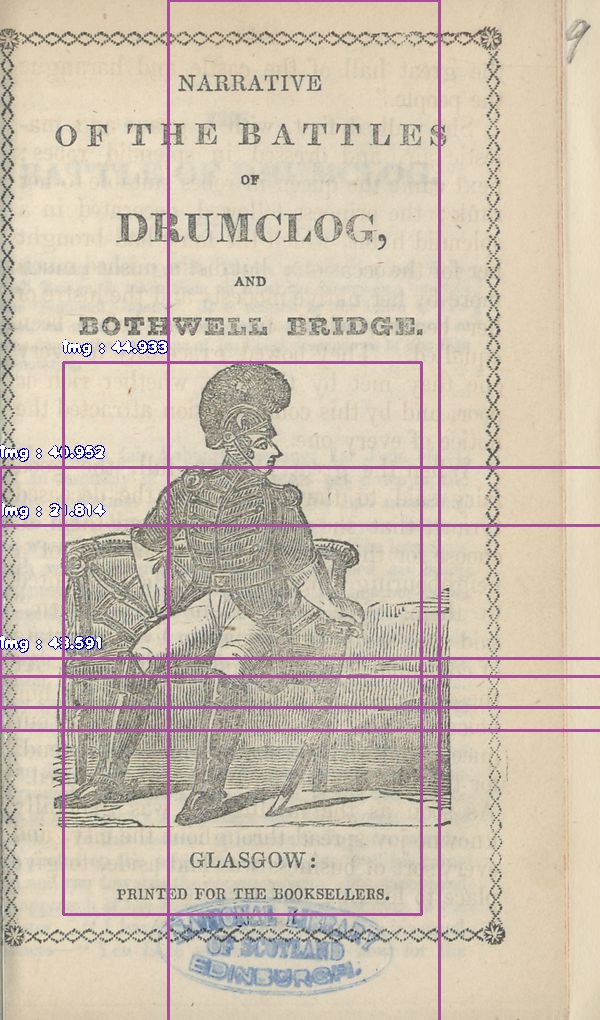 9
NARRATIVE
OF THE BATTLES
OF
DRUMCLOG,
AND
BOTHWELL BRIDGE.
img : 44.933
img : 40.952
img : 21.814
img : 43.591
GLASGOW:
PRINTED FOR THE BOOKSELLERS.
NATIONAL LIBRARY
OF SCOTLAND
EDINBURGH.